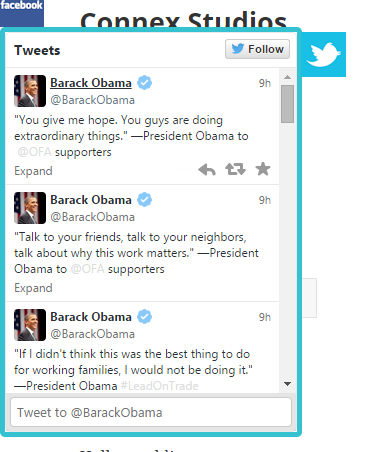 facebook
Connex Studios
Tweets
Follow
Barack Obama
9h
@BarackObama
"You give me hope. You guys are doing
extraordinary things." —President Obama to
@OFA supporters
Expand
Barack Obama
9h
@BarackObama
"Talk to your friends, talk to your neighbors,
talk about why this work matters." —President
Obama to @OFA supporters
Expand
Barack Obama
9h
@BarackObama
"If I didn't think this was the best thing to do
for working families, I would not be doing it."
—President Obama #LeadOnTrade
Tweet to @BarackObama